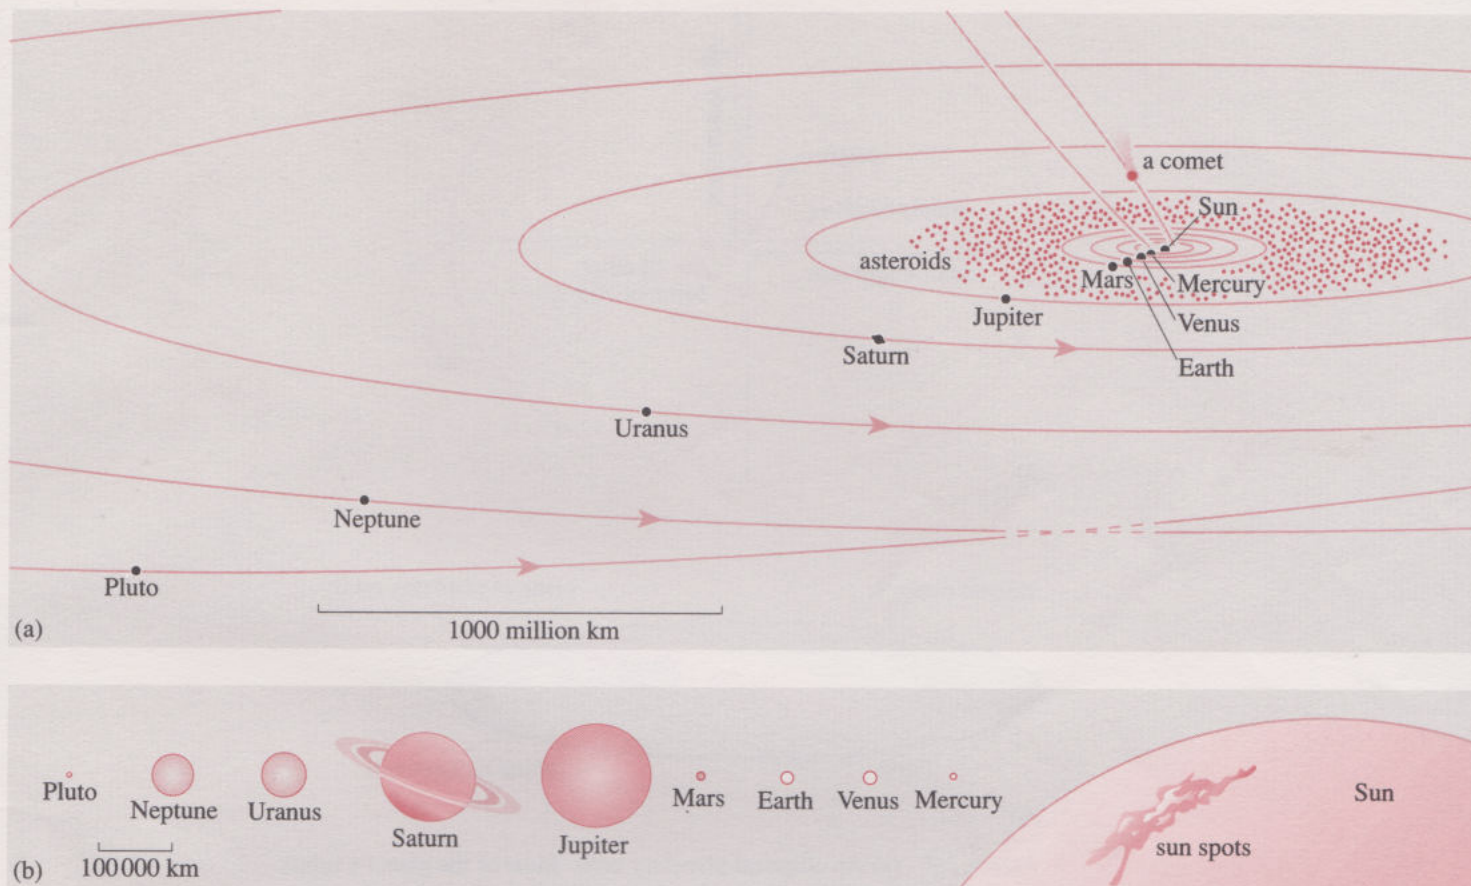 a comet
Sun
asteroids
Mars
Mercury
Jupiter
Venus
Saturn
Earth
Uranus
Neptune
Pluto
1000 million km
(a)
Pluto
Neptune
Uranus
Saturn
Jupiter
Mars
Earth
Venus
Mercury
Sun
sun spots
100 000 km
(b)